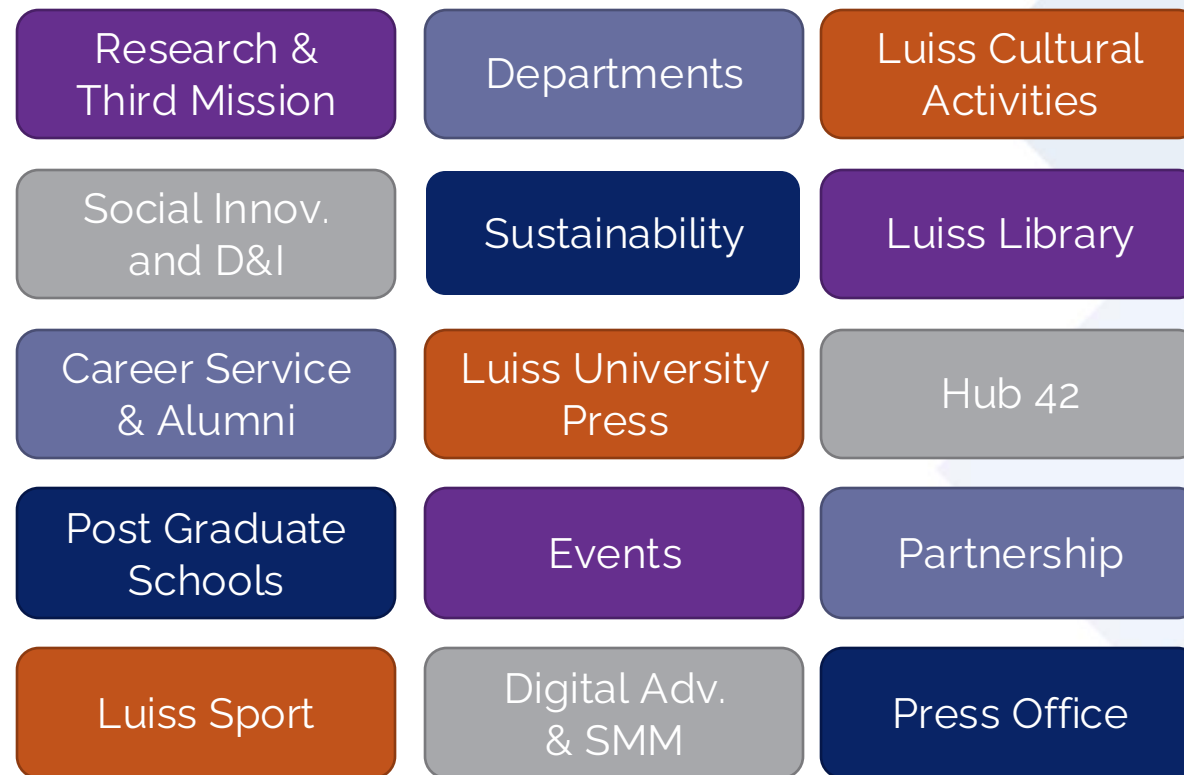 Research &
Third Mission
Departments
Luiss Cultural
Activities
Social Innov.
and D&I
Sustainability
Luiss Library
Career Service
& Alumni
Luiss University
Press
Hub 42
Post Graduate
Schools
Events
Partnership
Luiss Sport
Digital Adv.
& SMM
Press Office